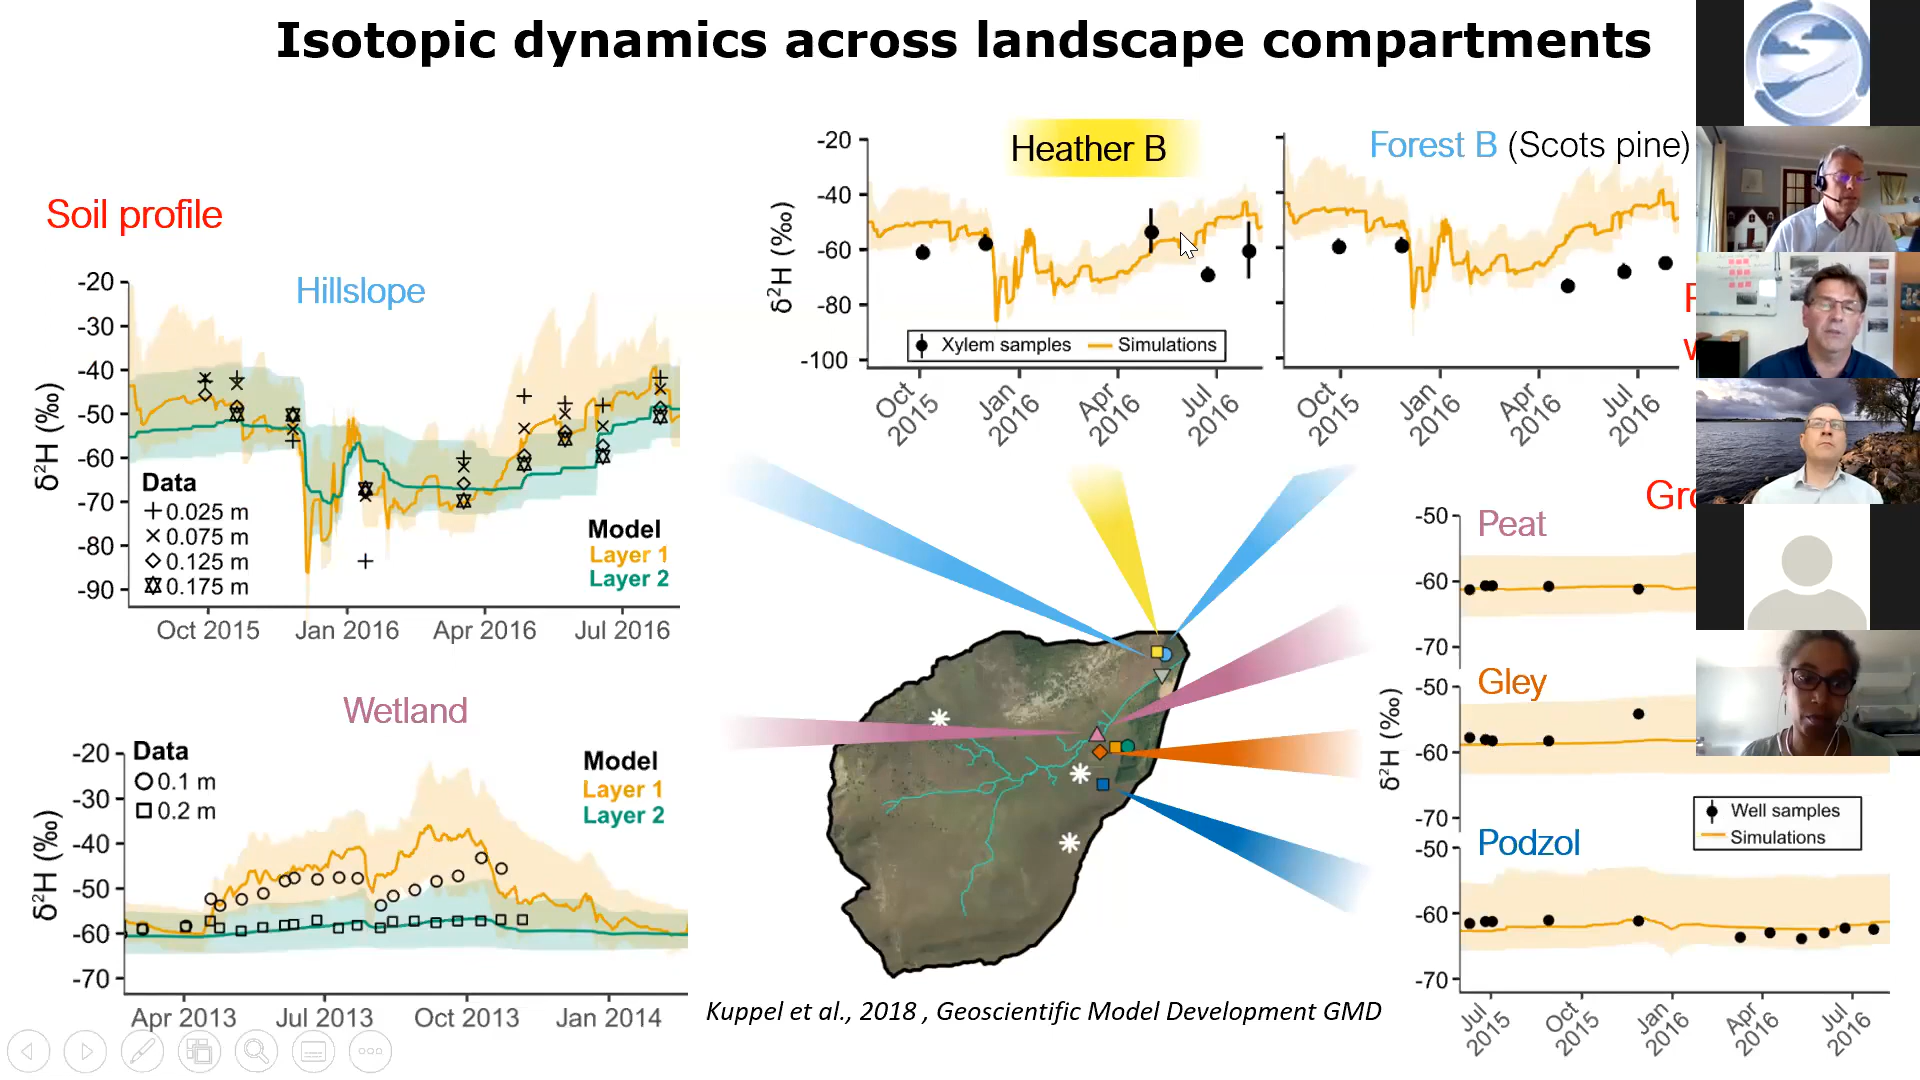 Isotopic dynamics across landscape compartments
Soil profile
Hillslope
-20
-30
-40
-50
-60
-70
-80
-90
δ²H (‰)
Data
0.025 m
0.075 m
0.125 m
0.175 m
Model
Layer 1
Layer 2
Oct 2015
Jan 2016
Apr 2016
Jul 2016
Wetland
-20
-30
-40
-50
-60
-70
δ²H (‰)
Data
0.1 m
0.2 m
Model
Layer 1
Layer 2
Apr 2013
Jul 2013
Oct 2013
Jan 2014
Heather B
-20
-40
-60
-80
-100
δ²H (‰)
Xylem samples
Simulations
Oct 2015
Jan 2016
Apr 2016
Jul 2016
Forest B (Scots pine)
Oct 2015
Jan 2016
Apr 2016
Jul 2016
Peat
-50
-60
-70
Gley
-50
-60
-70
δ²H (‰)
Well samples
Simulations
Podzol
-50
-60
-70
Jul 2015
Oct 2015
Jan 2016
Apr 2016
Jul 2016
Kuppel et al., 2018 , Geoscientific Model Development GMD